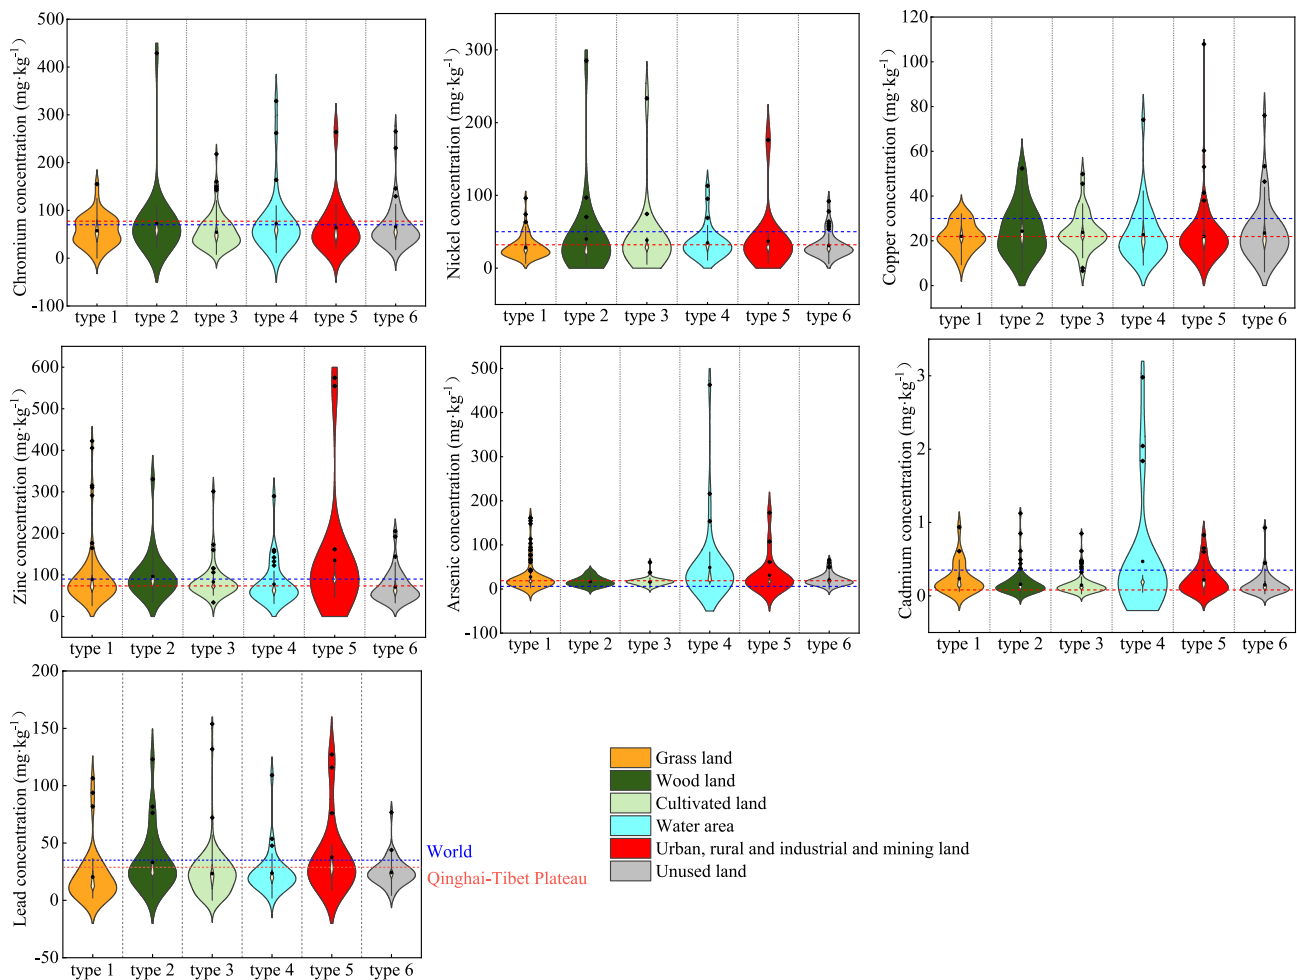 Chromium concentration (mg·kg⁻¹)
500
400
300
200
100
0
-100
type 1 type 2 type 3 type 4 type 5 type 6
Nickel concentration (mg·kg⁻¹)
300
200
100
0
type 1 type 2 type 3 type 4 type 5 type 6
Copper concentration (mg·kg⁻¹)
120
100
80
60
40
20
0
type 1 type 2 type 3 type 4 type 5 type 6
Zinc concentration (mg·kg⁻¹)
600
500
400
300
200
100
0
type 1 type 2 type 3 type 4 type 5 type 6
Arsenic concentration (mg·kg⁻¹)
500
400
300
200
100
0
-100
type 1 type 2 type 3 type 4 type 5 type 6
Cadmium concentration (mg·kg⁻¹)
3
2
1
0
type 1 type 2 type 3 type 4 type 5 type 6
Lead concentration (mg·kg⁻¹)
200
150
100
50
0
-50
type 1 type 2 type 3 type 4 type 5 type 6
World
Qinghai-Tibet Plateau
Grass land
Wood land
Cultivated land
Water area
Urban, rural and industrial and mining land
Unused land